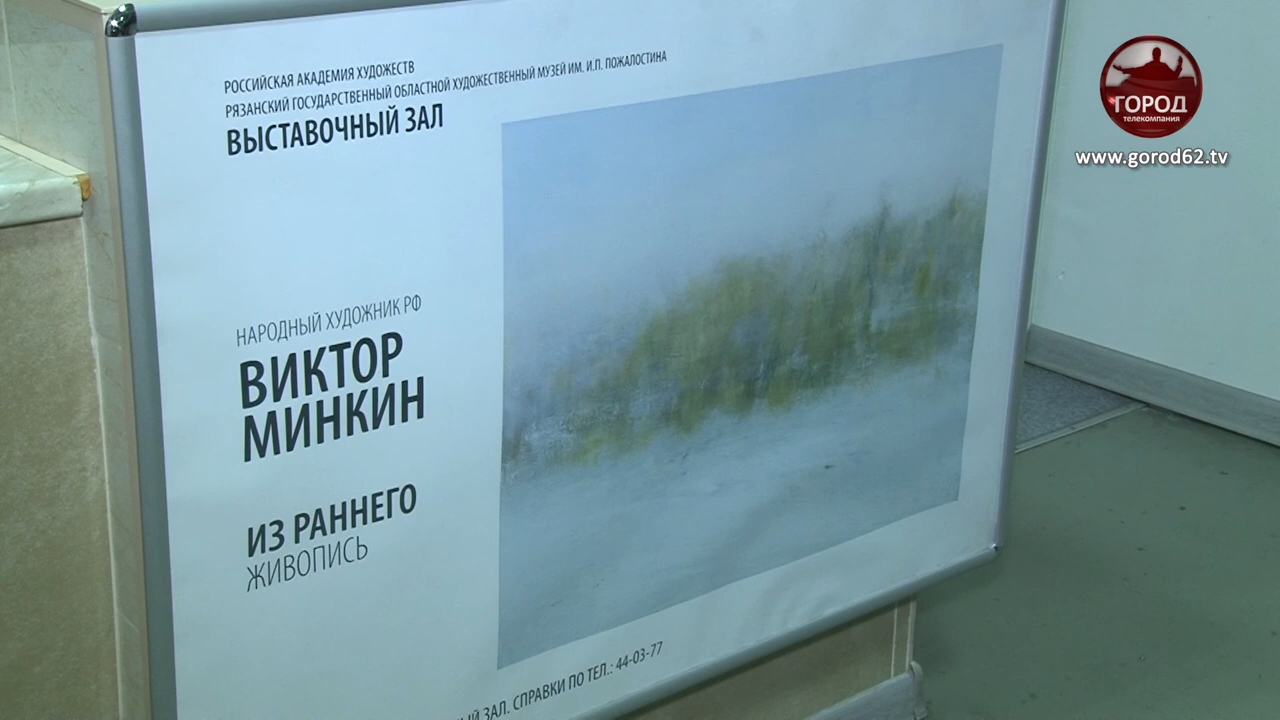 РОССИЙСКАЯ АКАДЕМИЯ ХУДОЖЕСТВ
РЯЗАНСКИЙ ГОСУДАРСТВЕННЫЙ ОБЛАСТНОЙ ХУДОЖЕСТВЕННЫЙ МУЗЕЙ ИМ. И.П. ПОЖАЛОСТИНА
ВЫСТАВОЧНЫЙ ЗАЛ
НАРОДНЫЙ ХУДОЖНИК РФ
ВИКТОР
МИНКИН
ИЗ РАННЕГО
ЖИВОПИСЬ
ЗАЛ. СПРАВКИ ПО ТЕЛ.: 44-03-77
ГОРОД
телекомпания
www.gorod62.tv